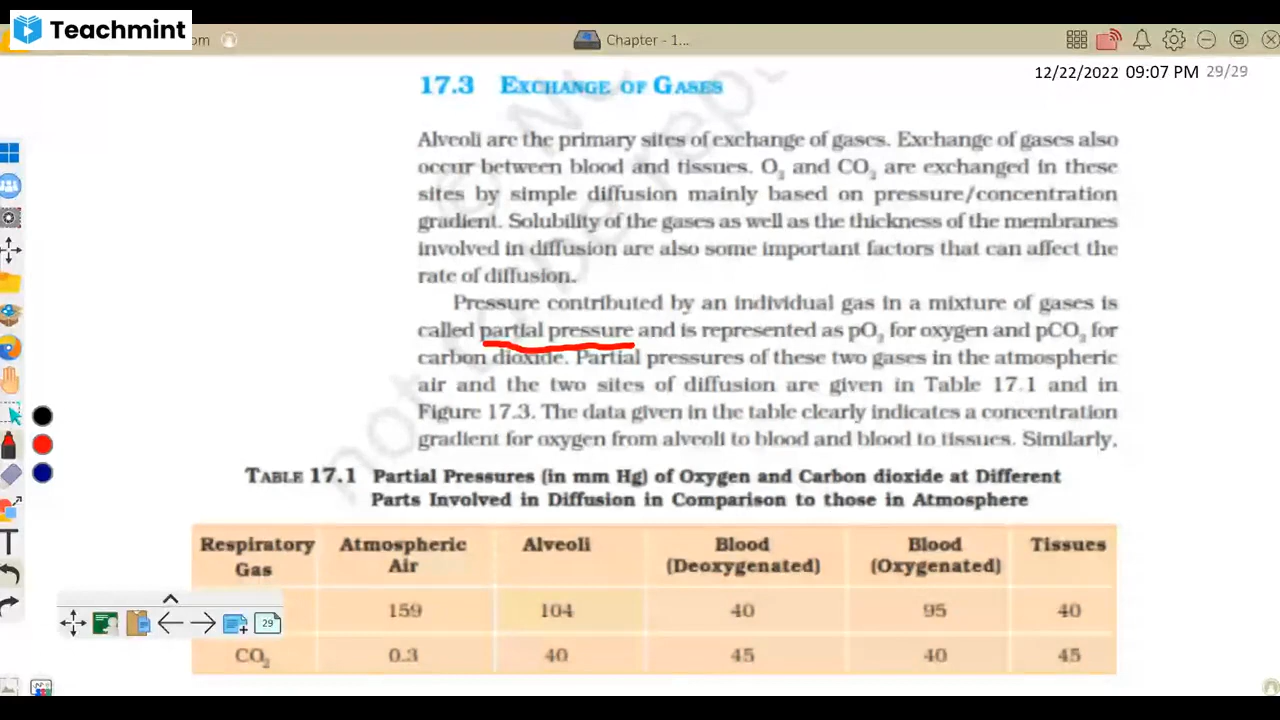 Teachmint
om
Chapter - 1...
12/22/2022 09:07 PM 29/29
17.3 EXCHANGE OF GASES
Alveoli are the primary sites of exchange of gases. Exchange of gases also
occur between blood and tissues. O₂ and CO₂ are exchanged in these
sites by simple diffusion mainly based on pressure/concentration
gradient. Solubility of the gases as well as the thickness of the membranes
involved in diffusion are also some important factors that can affect the
rate of diffusion.
Pressure contributed by an individual gas in a mixture of gases is
called partial pressure and is represented as pO₂ for oxygen and pCO₂ for
carbon dioxide. Partial pressures of these two gases in the atmospheric
air and the two sites of diffusion are given in Table 17.1 and in
Figure 17.3. The data given in the table clearly indicates a concentration
gradient for oxygen from alveoli to blood and blood to tissues. Similarly,
TABLE 17.1 Partial Pressures (in mm Hg) of Oxygen and Carbon dioxide at Different
Parts Involved in Diffusion in Comparison to those in Atmosphere
Respiratory Gas Atmospheric Air Alveoli Blood (Deoxygenated) Blood (Oxygenated) Tissues
159 104 40 95 40
CO₂ 0.3 40 45 40 45
29